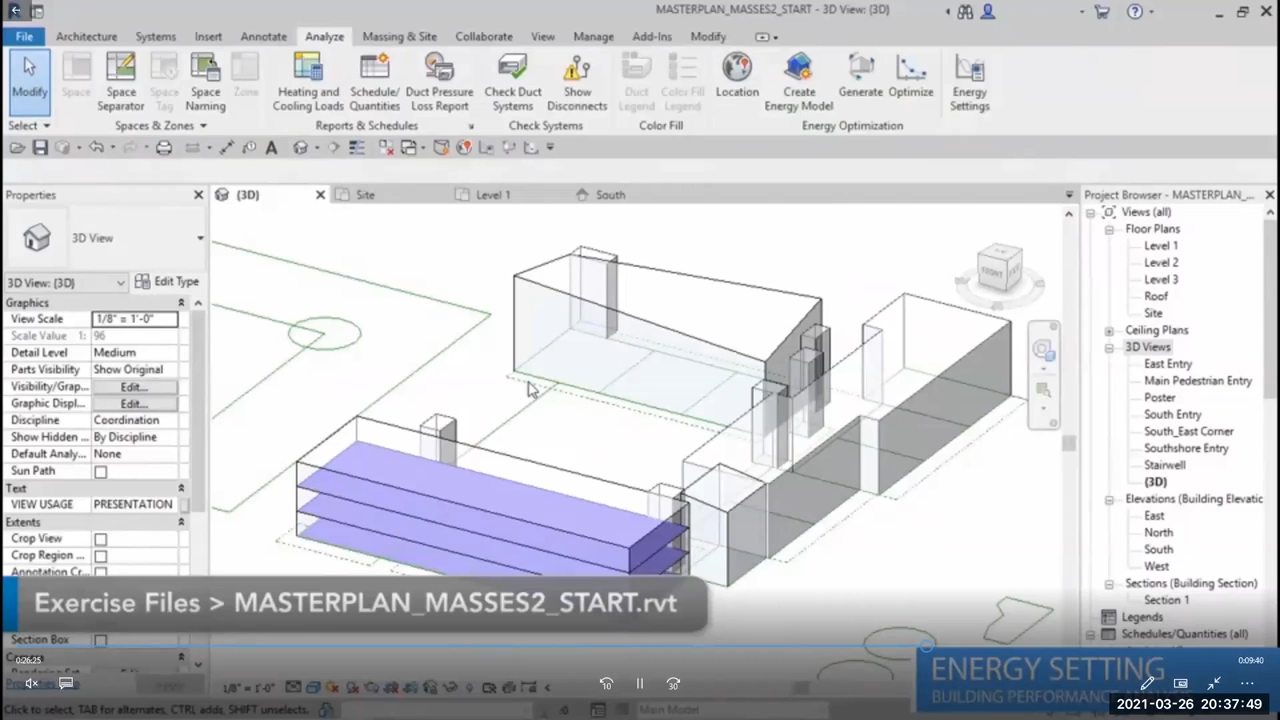 MASTERPLAN_MASSES2_START - 3D View: {3D}
File Architecture Systems Insert Annotate Analyze Massing & Site Collaborate View Manage Add-Ins Modify
Modify
Space
Space Separator
Space Tag
Space Naming
Zone
Heating and Cooling Loads
Schedule/ Quantities
Duct Pressure Loss Report
Check Duct Systems
Show Disconnects
Duct Legend
Color Fill Legend
Location
Create Energy Model
Generate
Optimize
Energy Settings
Select Spaces & Zones Reports & Schedules Check Systems Color Fill Energy Optimization
Properties
{3D} Site Level 1 South
3D View
3D View: {3D} Edit Type
Graphics
View Scale 1/8" = 1'-0"
Scale Value 1: 96
Detail Level Medium
Parts Visibility Show Original
Visibility/Grap... Edit...
Graphic Displ... Edit...
Discipline Coordination
Show Hidden ... By Discipline
Default Analy... None
Sun Path
Text
VIEW USAGE PRESENTATION
Extents
Crop View
Crop Region ...
Annotation Cr...
Section Box
FRONT
Project Browser - MASTERPLAN_...
Views (all)
Floor Plans
Level 1
Level 2
Level 3
Roof
Site
Ceiling Plans
3D Views
East Entry
Main Pedestrian Entry
Poster
South Entry
South_East Corner
Southshore Entry
Stairwell
{3D}
Elevations (Building Elevatio
East
North
South
West
Sections (Building Section)
Section 1
Legends
Schedules/Quantities (all)
Exercise Files > MASTERPLAN_MASSES2_START.rvt
0:26:25
0:09:40
10
30
1/8" = 1'-0"
ENERGY SETTING
BUILDING PERFORMANCE ANALYSIS
Click to select, TAB for alternates, CTRL adds, SHIFT unselects.
:0
Main Model
2021-03-26 20:37:49